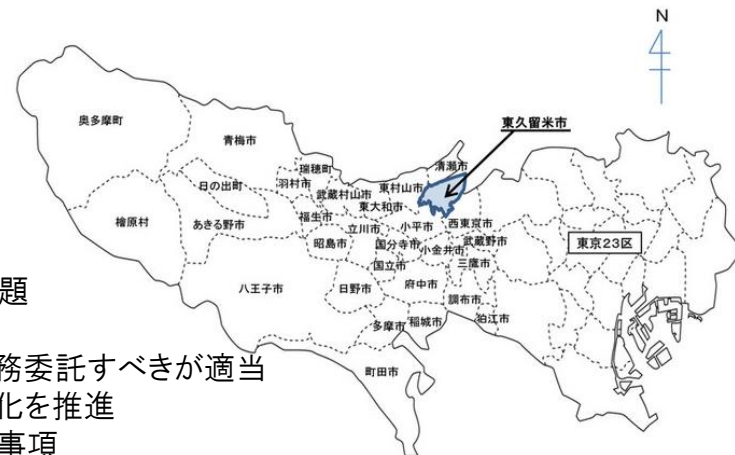 N
東久留米市
奥多摩町
青梅市
清瀬市
瑞穂町
羽村市
東村山市
日の出町
武蔵村山市
東大和市
檜原村
あきる野市
福生市
立川市
小平市
西東京市
昭島市
国分寺市
小金井市
武蔵野市
東京23区
国立市
三鷹市
八王子市
日野市
府中市
調布市
多摩市
稲城市
狛江市
町田市
題
務委託すべきが適当
化を推進
事項